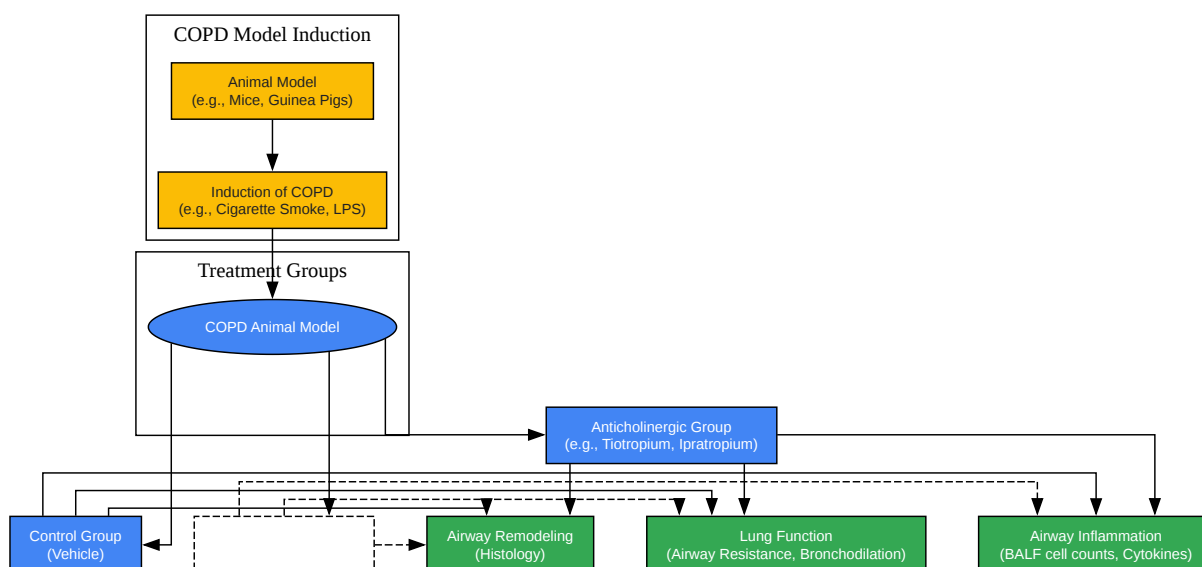 COPD Model Induction
Animal Model
(e.g., Mice, Guinea Pigs)
Induction of COPD
(e.g., Cigarette Smoke, LPS)
Treatment Groups
COPD Animal Model
Anticholinergic Group
(e.g., Tiotropium, Ipratropium)
Control Group
(Vehicle)
Airway Remodeling
(Histology)
Lung Function
(Airway Resistance, Bronchodilation)
Airway Inflammation
(BALF cell counts, Cytokines)